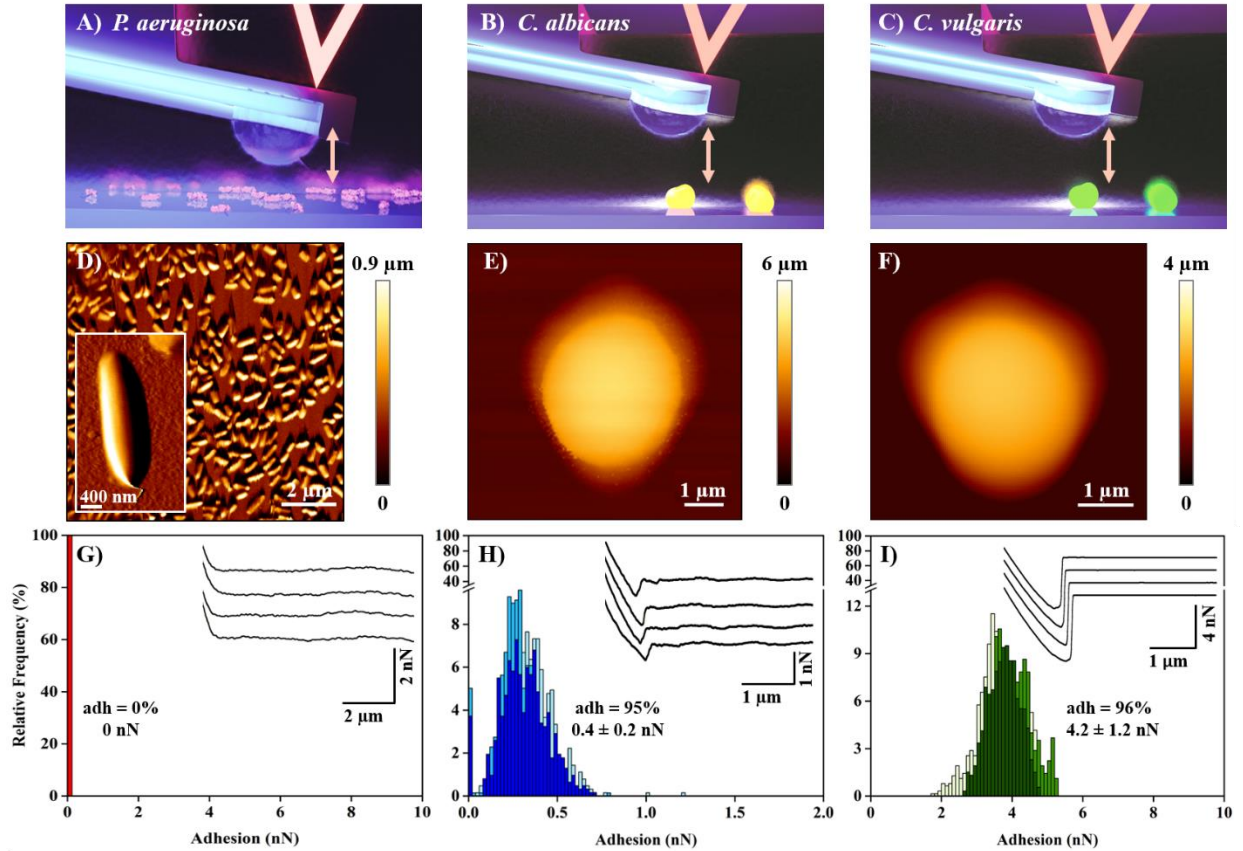 A) P. aeruginosa
B) C. albicans
C) C. vulgaris
D)
0.9 µm
0
400 nm
2 µm
E)
6 µm
0
1 µm
F)
4 µm
0
1 µm
Relative Frequency (%)
100
80
60
40
20
0
G)
adh = 0%
0 nN
2 µm
2 nN
0 2 4 6 8 10
Adhesion (nN)
100
80
60
40
8
6
4
2
0
H)
adh = 95%
0.4 ± 0.2 nN
1 µm
1 nN
0.0 0.5 1.0 1.5 2.0
Adhesion (nN)
100
80
60
40
12
9
6
3
0
I)
adh = 96%
4.2 ± 1.2 nN
1 µm
4 nN
0 2 4 6 8 10
Adhesion (nN)